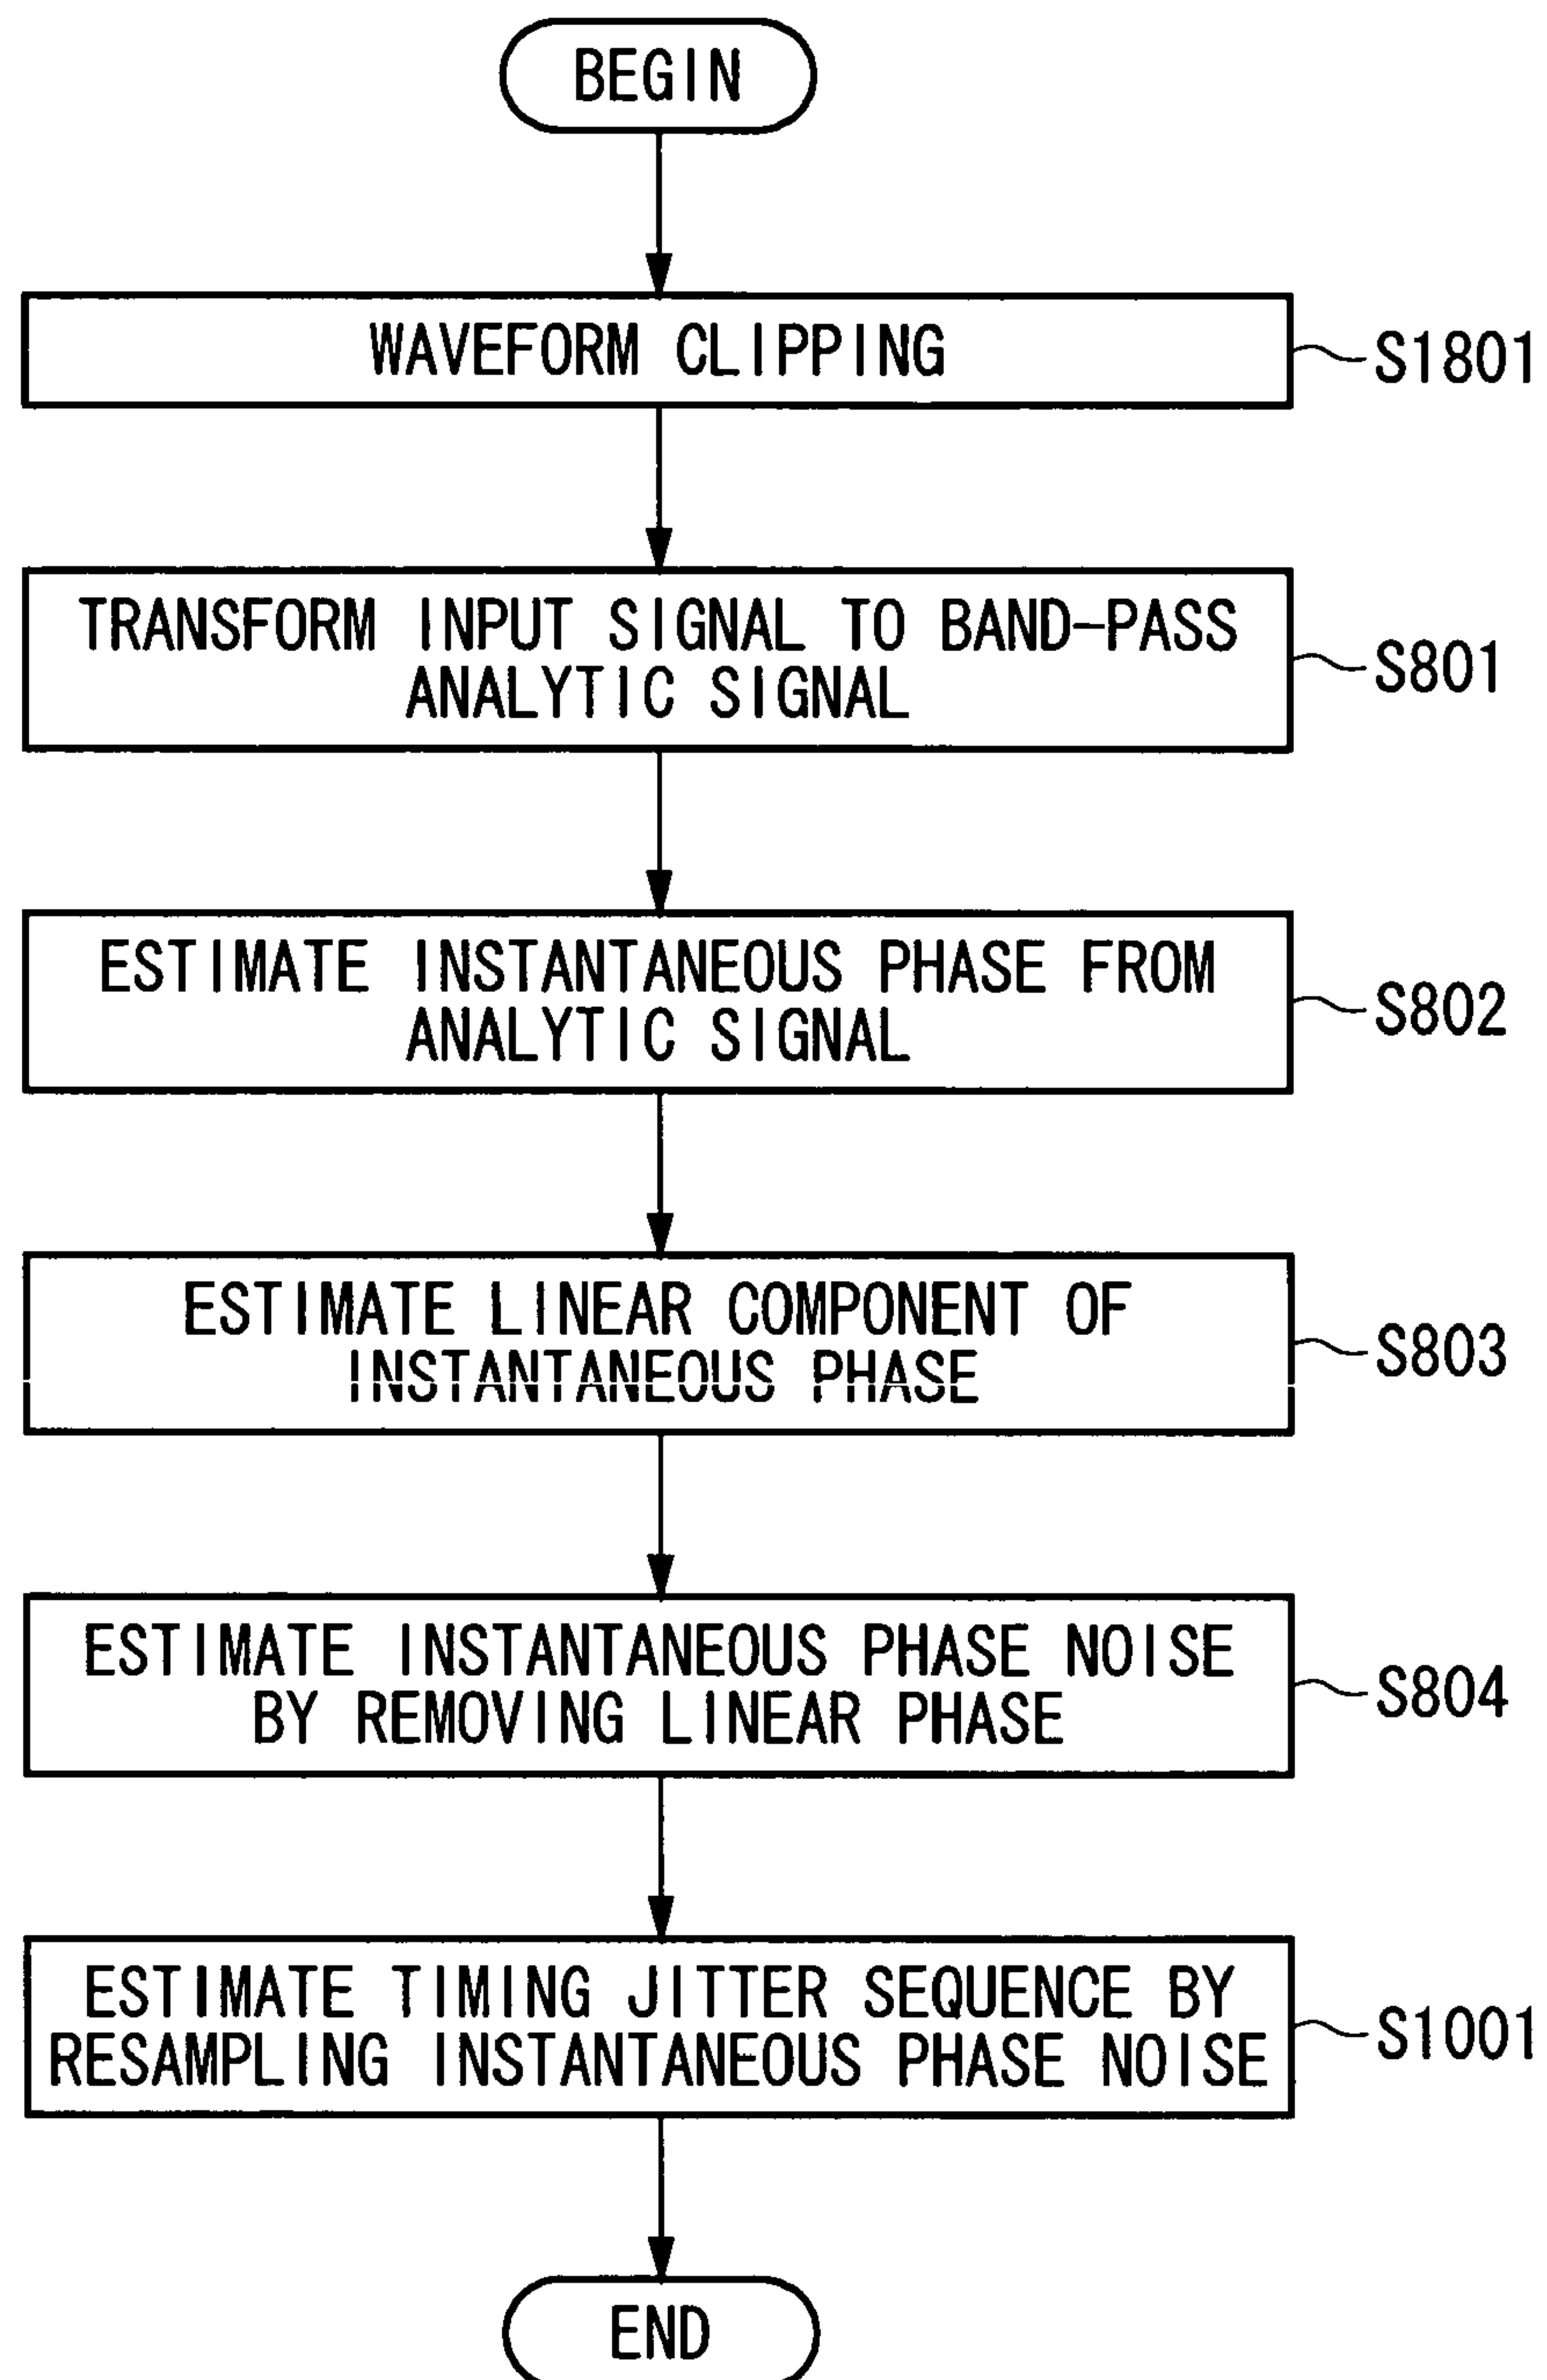 BEGIN
WAVEFORM CLIPPING
S1801
TRANSFORM INPUT SIGNAL TO BAND-PASS
ANALYTIC SIGNAL
S801
ESTIMATE INSTANTANEOUS PHASE FROM
ANALYTIC SIGNAL
S802
ESTIMATE LINEAR COMPONENT OF
INSTANTANEOUS PHASE
S803
ESTIMATE INSTANTANEOUS PHASE NOISE
BY REMOVING LINEAR PHASE
S804
ESTIMATE TIMING JITTER SEQUENCE BY
RESAMPLING INSTANTANEOUS PHASE NOISE
S1001
END